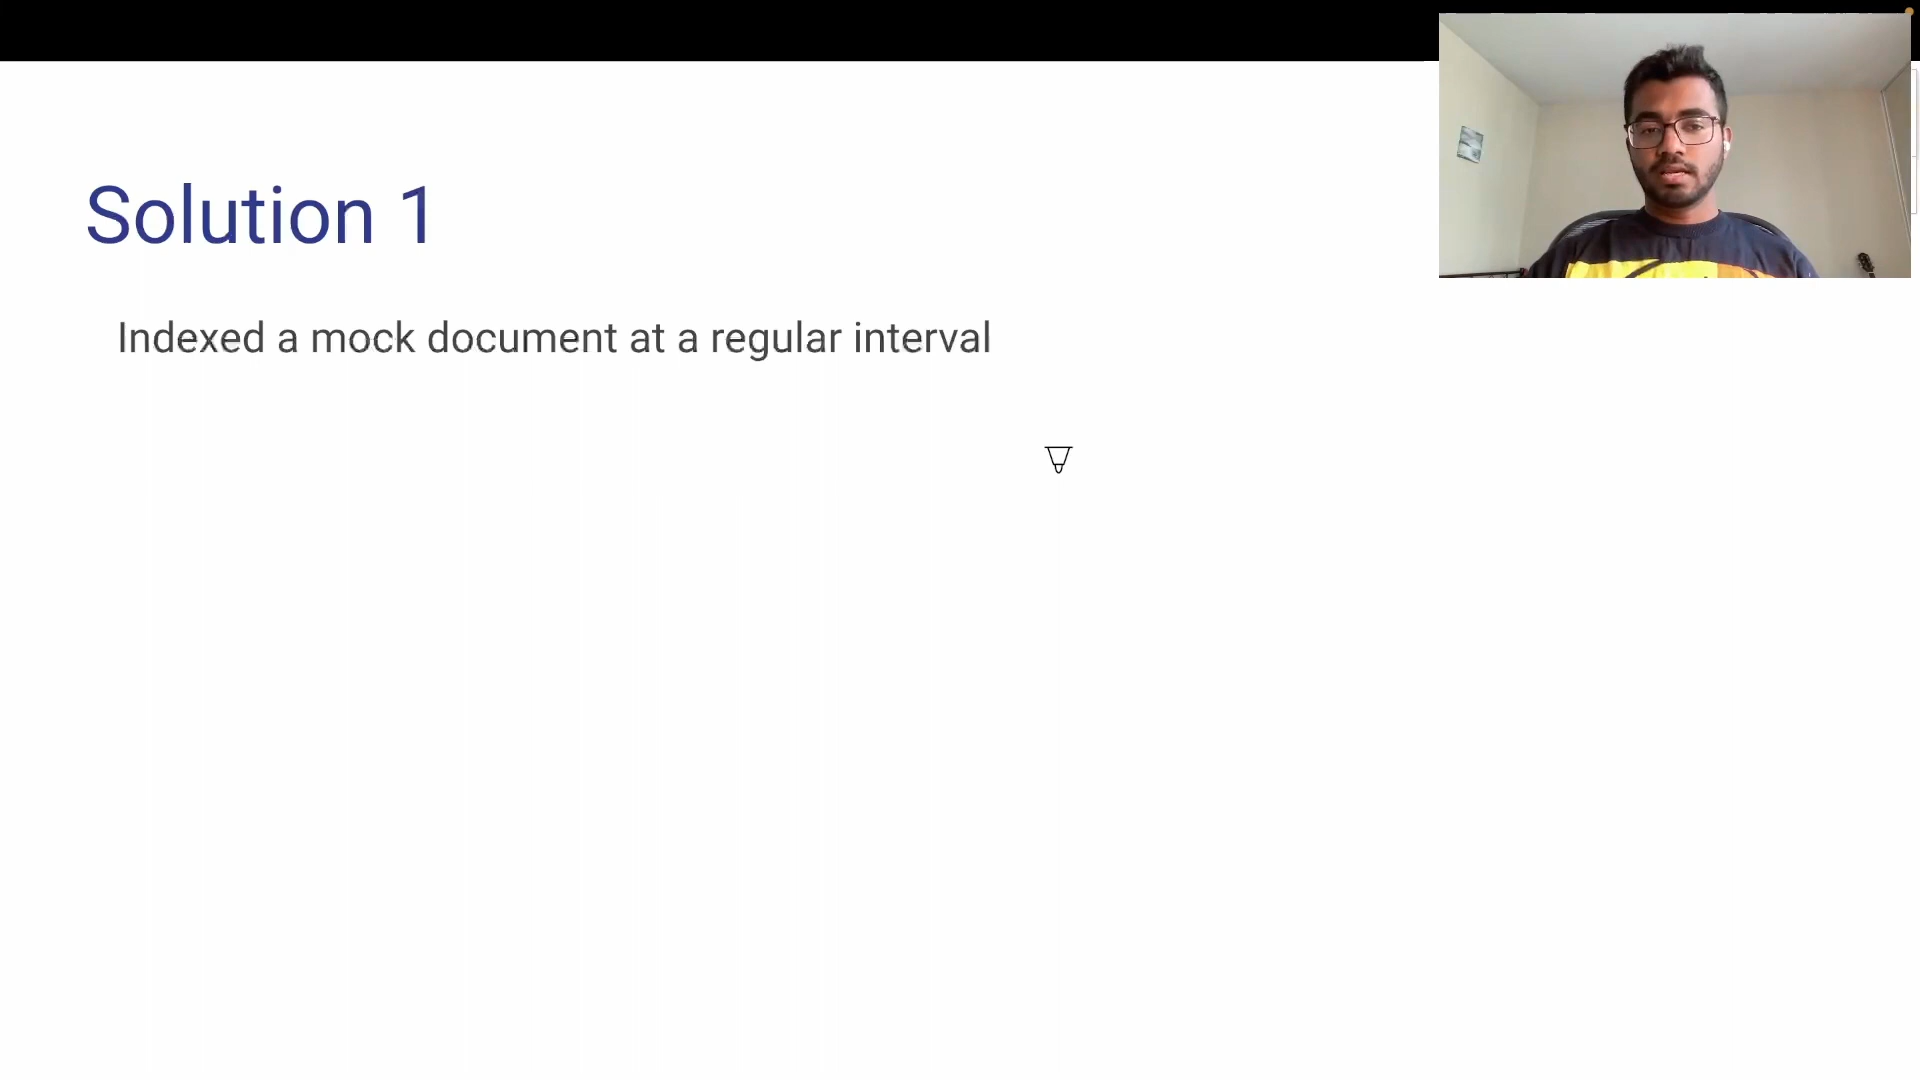 Solution 1
Indexed a mock document at a regular interval